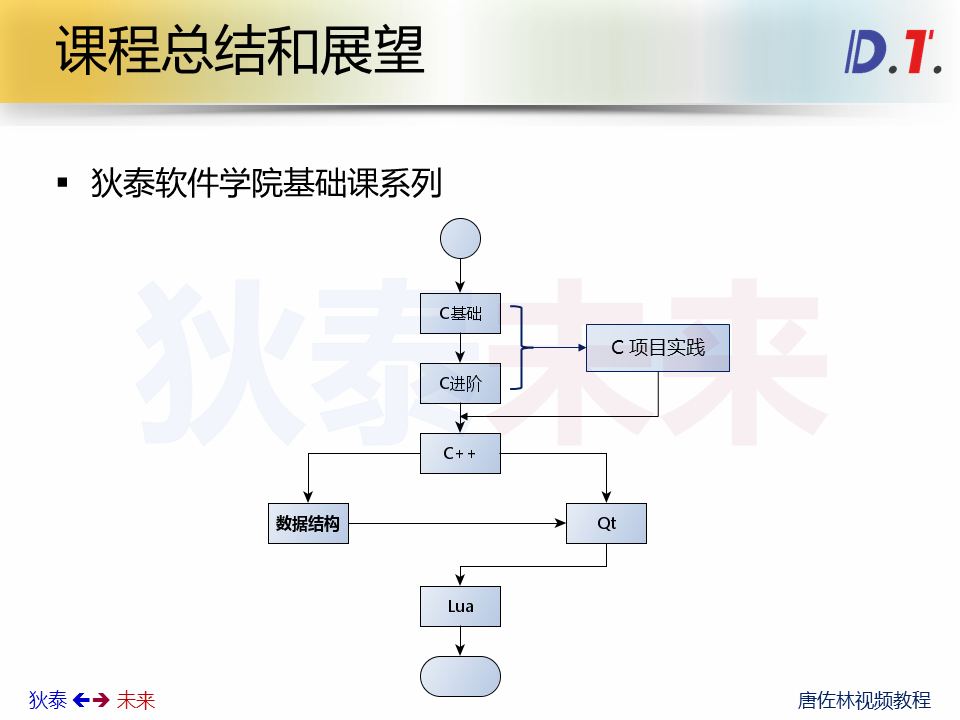 课程总结和展望
D.T.
狄泰软件学院基础课系列
C基础
C 项目实践
C进阶
C++
数据结构
Qt
Lua
狄泰未来
狄泰 未来
唐佐林视频教程